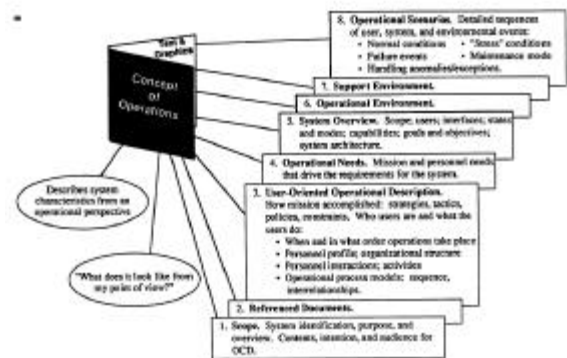 Text &
Graphics
Concept
of
Operations
8. Operational Scenarios. Detailed sequences
of user, system, and environmental events:
• Normal conditions • "Stress" conditions
• Failure events • Maintenance mode
• Handling anomalies/exceptions.
7. Support Environment.
6. Operational Environment.
5. System Overview. Scope; users; interfaces; states
and modes; capabilities; goals and objectives;
system architecture.
4. Operational Needs. Mission and personnel needs
that drive the requirements for the system.
3. User-Oriented Operational Description.
How mission accomplished: strategies, tactics,
policies, constraints. Who users are and what the
users do:
• When and in what order operations take place
• Personnel profile; organizational structure
• Personnel interactions; activities
• Operational process models: sequence,
interrelationships.
2. Referenced Documents.
1. Scope. System identification, purpose, and
overview. Contents, intention, and audience for
OCD.
Describes system
characteristics from an
operational perspective
"What does it look like from
my point of view?"